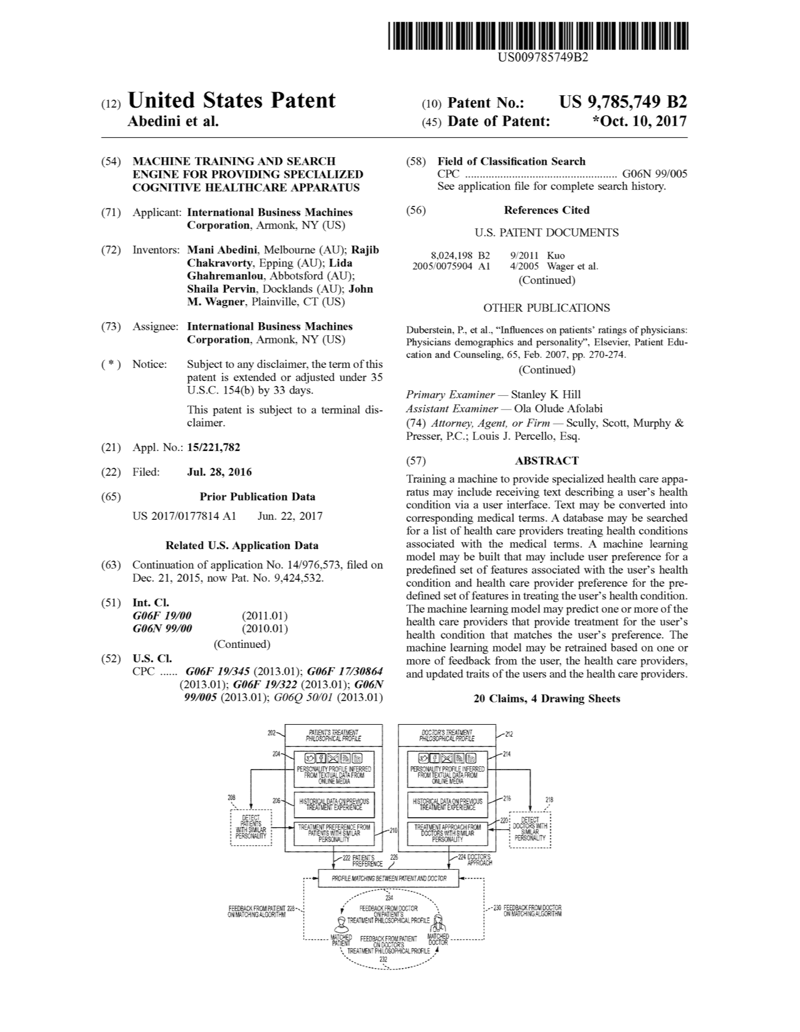 US009785749B2
(12) United States Patent
Abedini et al.
(10) Patent No.: US 9,785,749 B2
(45) Date of Patent: *Oct. 10, 2017
(54) MACHINE TRAINING AND SEARCH
ENGINE FOR PROVIDING SPECIALIZED
COGNITIVE HEALTHCARE APPARATUS
(71) Applicant: International Business Machines
Corporation, Armonk, NY (US)
(72) Inventors: Mani Abedini, Melbourne (AU); Rajib
Chakravorty, Epping (AU); Lida
Ghahremanlou, Abbotsford (AU);
Shaila Pervin, Docklands (AU); John
M. Wagner, Plainville, CT (US)
(73) Assignee: International Business Machines
Corporation, Armonk, NY (US)
( * ) Notice: Subject to any disclaimer, the term of this
patent is extended or adjusted under 35
U.S.C. 154(b) by 33 days.
This patent is subject to a terminal dis-
claimer.
(21) Appl. No.: 15/221,782
(22) Filed: Jul. 28, 2016
(65) Prior Publication Data
US 2017/0177814 A1 Jun. 22, 2017
Related U.S. Application Data
(63) Continuation of application No. 14/976,573, filed on
Dec. 21, 2015, now Pat. No. 9,424,532.
(51) Int. Cl.
G06F 19/00 (2011.01)
G06N 99/00 (2010.01)
(Continued)
(52) U.S. Cl.
CPC ...... G06F 19/345 (2013.01); G06F 17/30864
(2013.01); G06F 19/322 (2013.01); G06N
99/005 (2013.01); G06Q 50/01 (2013.01)
(58) Field of Classification Search
CPC ................................................ G06N 99/005
See application file for complete search history.
(56) References Cited
U.S. PATENT DOCUMENTS
8,024,198 B2 9/2011 Kuo
2005/0075904 A1 4/2005 Wager et al.
(Continued)
OTHER PUBLICATIONS
Duberstein, P., et al., “Influences on patients’ ratings of physicians:
Physicians demographics and personality”, Elsevier, Patient Edu-
cation and Counseling, 65, Feb. 2007, pp. 270-274.
(Continued)
Primary Examiner — Stanley K Hill
Assistant Examiner — Ola Olude Afolabi
(74) Attorney, Agent, or Firm — Scully, Scott, Murphy &
Presser, P.C.; Louis J. Percello, Esq.
(57) ABSTRACT
Training a machine to provide specialized health care appa-
ratus may include receiving text describing a user’s health
condition via a user interface. Text may be converted into
corresponding medical terms. A database may be searched
for a list of health care providers treating health conditions
associated with the medical terms. A machine learning
model may be built that may include user preference for a
predefined set of features associated with the user’s health
condition and health care provider preference for the pre-
defined set of features in treating the user’s health condition.
The machine learning model may predict one or more of the
health care providers that provide treatment for the user’s
health condition that matches the user’s preference. The
machine learning model may be retrained based on one or
more of feedback from the user, the health care providers,
and updated traits of the users and the health care providers.
20 Claims, 4 Drawing Sheets
202
PATIENT'S TREATMENT
PHILOSOPHICAL PROFILE
204
PERSONALITY PROFILE INFERRED
FROM TEXTUAL DATA FROM
ONLINE MEDIA
206
HISTORICAL DATA ON PREVIOUS
TREATMENT EXPERIENCE
208
DETECT
PATIENTS
WITH SIMILAR
PERSONALITY
TREATMENT PREFERENCE FROM
PATIENTS WITH SIMILAR
PERSONALITY
210
DOCTOR'S TREATMENT
PHILOSOPHICAL PROFILE
212
214
PERSONALITY PROFILE INFERRED
FROM TEXTUAL DATA FROM
ONLINE MEDIA
HISTORICAL DATA ON PREVIOUS
TREATMENT EXPERIENCE
216
218
DETECT
DOCTORS WITH
SIMILAR
PERSONALITY
220
TREATMENT APPROACH FROM
DOCTORS WITH SIMILAR
PERSONALITY
222 PATIENT'S
PREFERENCE
226
224 DOCTOR'S
APPROACH
PROFILE MATCHING BETWEEN PATIENT AND DOCTOR
FEEDBACK FROM PATIENT 228
ON MATCHING ALGORITHM
230 FEEDBACK FROM DOCTOR
ON MATCHING ALGORITHM
234
FEEDBACK FROM DOCTOR
ON PATIENT'S
TREATMENT PHILOSOPHICAL PROFILE
MATCHED
PATIENT
MATCHED
DOCTOR
FEEDBACK FROM PATIENT
ON DOCTOR'S
TREATMENT PHILOSOPHICAL PROFILE
232